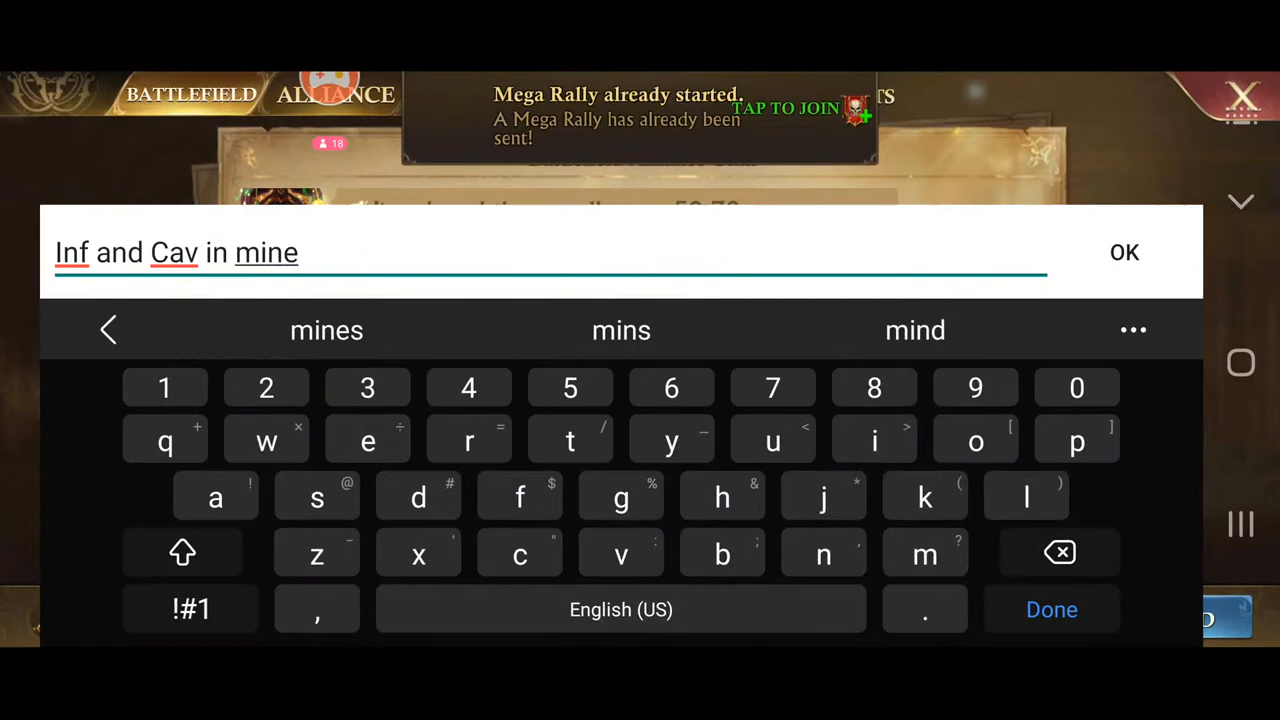 BATTLEFIELD
ALLIANCE
Mega Rally already started.
TAP TO JOIN
TS
A Mega Rally has already been
sent!
X
18
Inf and Cav in mine
OK
mines mins mind
1 2 3 4 5 6 7 8 9 0
q + w × e ÷ r = t / y _ u < i > o [ p ]
a ! s @ d # f $ g % h & j * k ( l )
z - x ' c " v : b ; n , m ?
!#1 , English (US) . Done